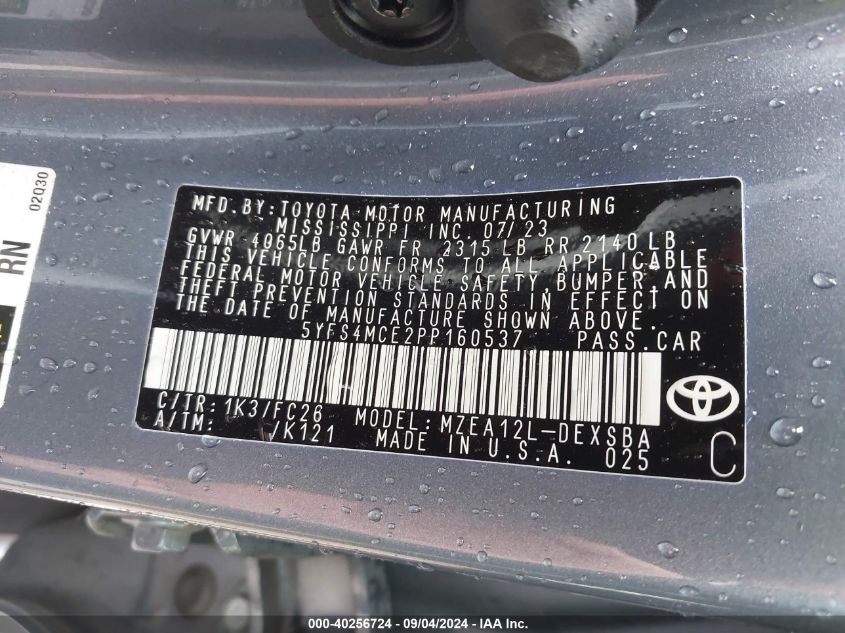 02Q30
RN
MFD.BY:TOYOTA MOTOR MANUFACTURING
MISSISSIPPI INC. 07/23
GVWR 4065LB GAWR FR 2315 LB RR 2140 LB
THIS VEHICLE CONFORMS TO ALL APPLICABLE
FEDERAL MOTOR VEHICLE SAFETY, BUMPER, AND
THEFT PREVENTION STANDARDS IN EFFECT ON
THE DATE OF MANUFACTURE SHOWN ABOVE.
5YFS4MCE2PP160537 PASS.CAR
C/TR: 1K3/FC26 MODEL: MZEA12L-DEXSBA
A/TM: /K121 MADE IN U.S.A. 025
C
000-40256724 - 09/04/2024 - IAA Inc.